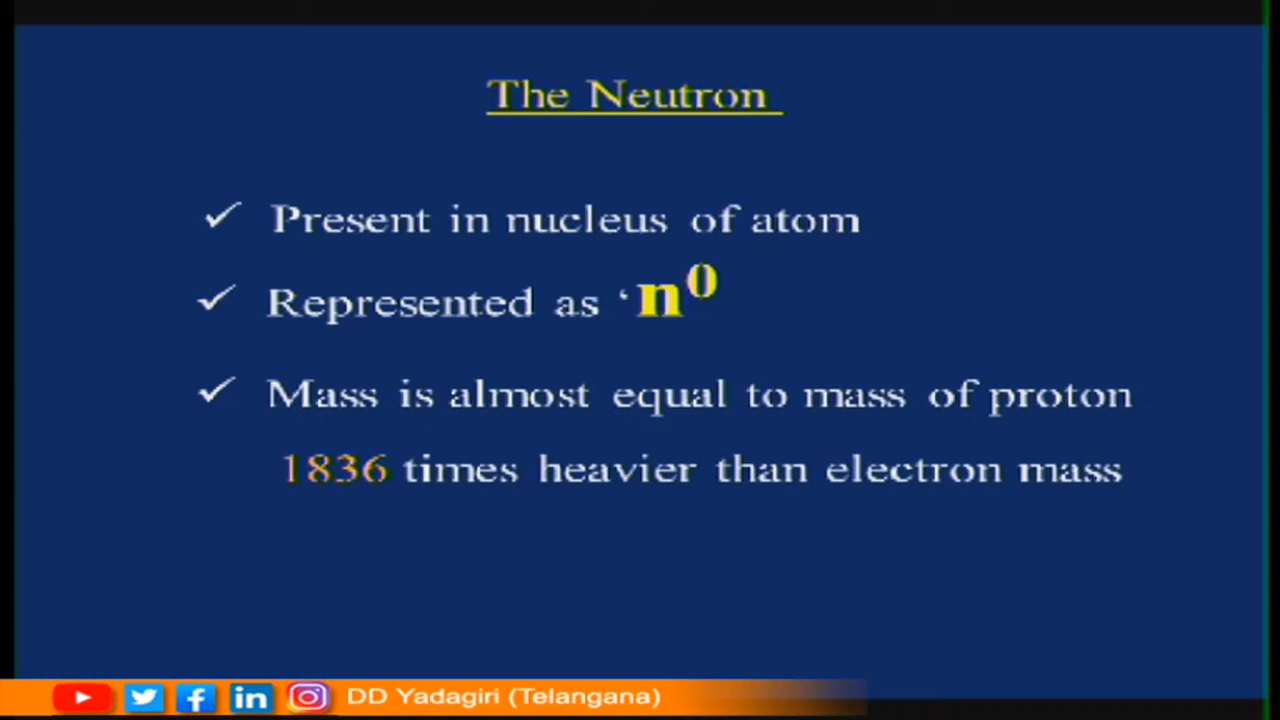 The Neutron
✓ Present in nucleus of atom
✓ Represented as ‘n⁰
✓ Mass is almost equal to mass of proton
1836 times heavier than electron mass
DD Yadagiri (Telangana)